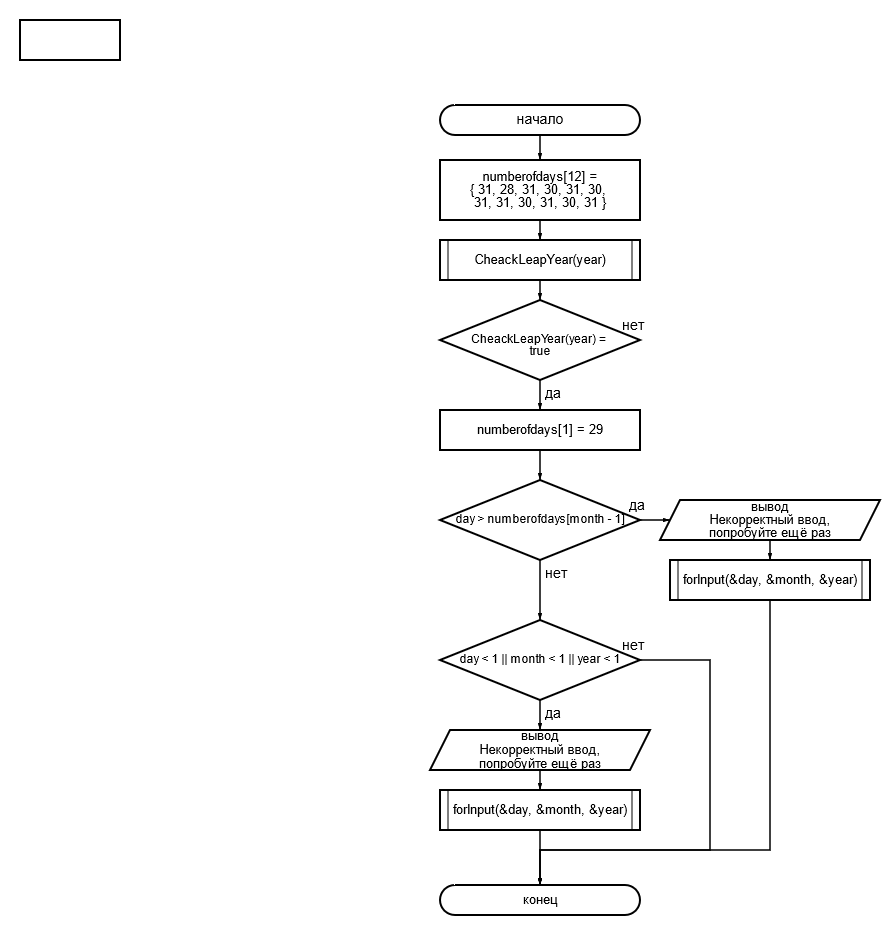 начало
numberofdays[12] =
{ 31, 28, 31, 30, 31, 30,
31, 31, 30, 31, 30, 31 }
CheackLeapYear(year)
нет
CheackLeapYear(year) =
true
да
numberofdays[1] = 29
да
day > numberofdays[month - 1]
вывод
Некорректный ввод,
попробуйте ещё раз
нет
forInput(&day, &month, &year)
нет
day < 1 || month < 1 || year < 1
да
вывод
Некорректный ввод,
попробуйте ещё раз
forInput(&day, &month, &year)
конец